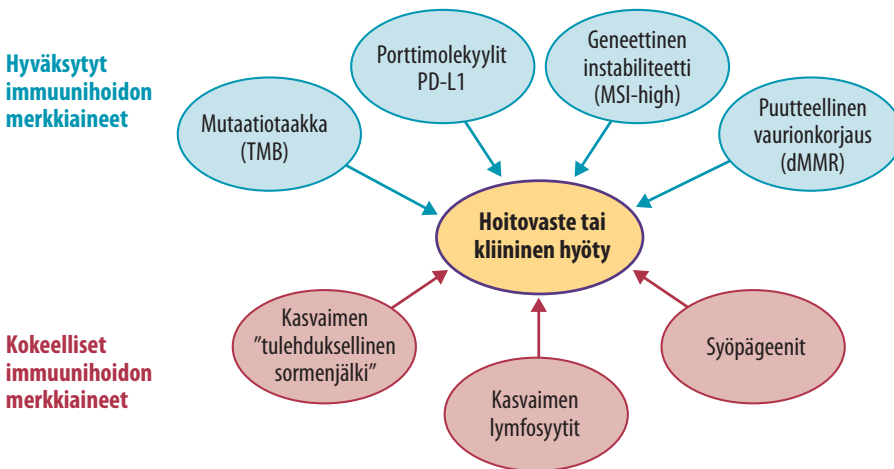 Hyväksytyt
immuunihoidon
merkkiaineet
Mutaatiotaakka
(TMB)
Porttimolekyylit
PD-L1
Geneettinen
instabiliteetti
(MSI-high)
Puutteellinen
vaurionkorjaus
(dMMR)
Hoitovaste tai
kliininen hyöty
Kokeelliset
immuunihoidon
merkkiaineet
Kasvaimen
”tulehduksellinen
sormenjälki”
Kasvaimen
lymfosyytit
Syöpägeenit